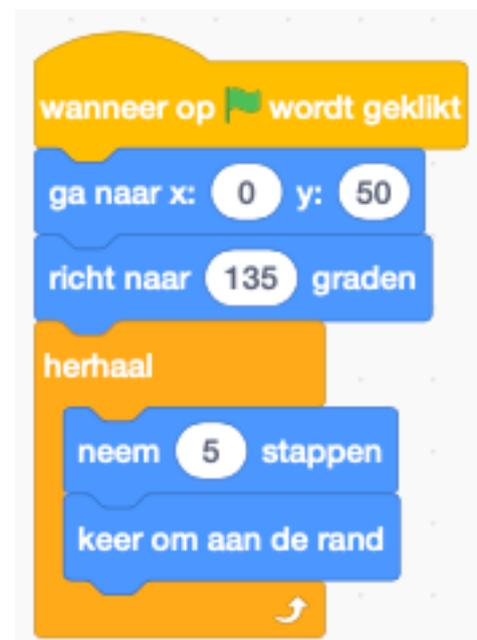 wanneer op wordt geklikt
ga naar x: 0 y: 50
richt naar 135 graden
herhaal
neem 5 stappen
keer om aan de rand